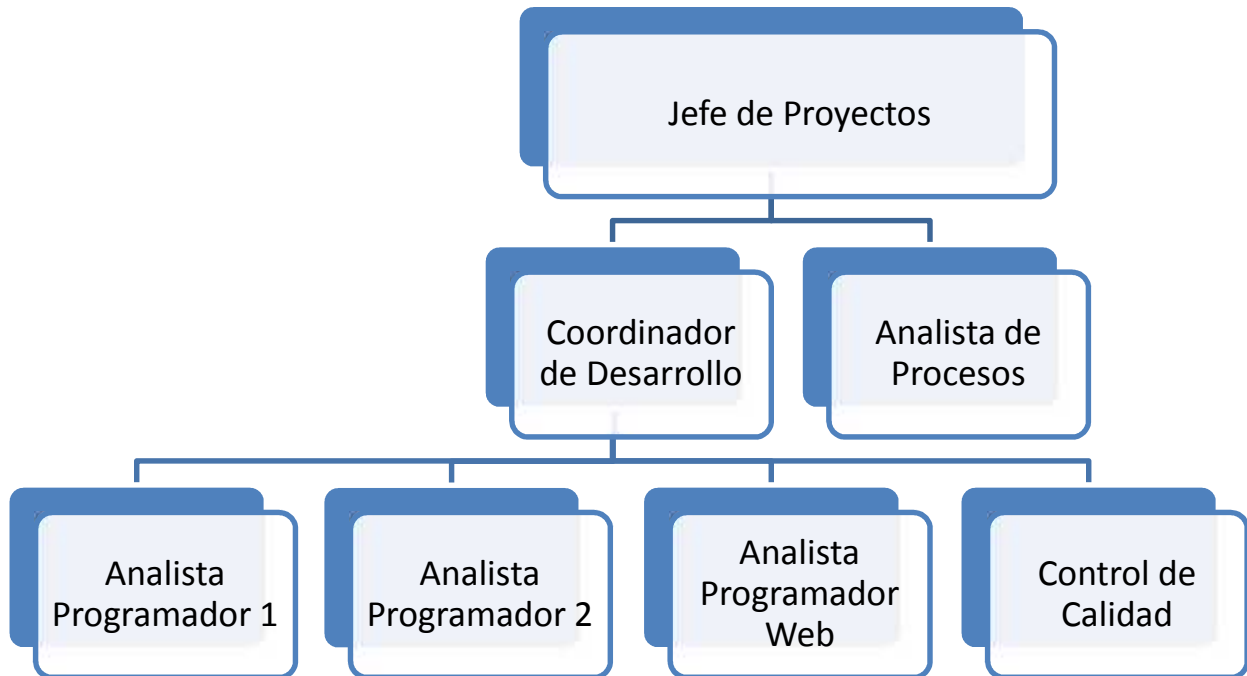 Jefe de Proyectos
Coordinador
de Desarrollo
Analista de
Procesos
Analista
Programador 1
Analista
Programador 2
Analista
Programador
Web
Control de
Calidad